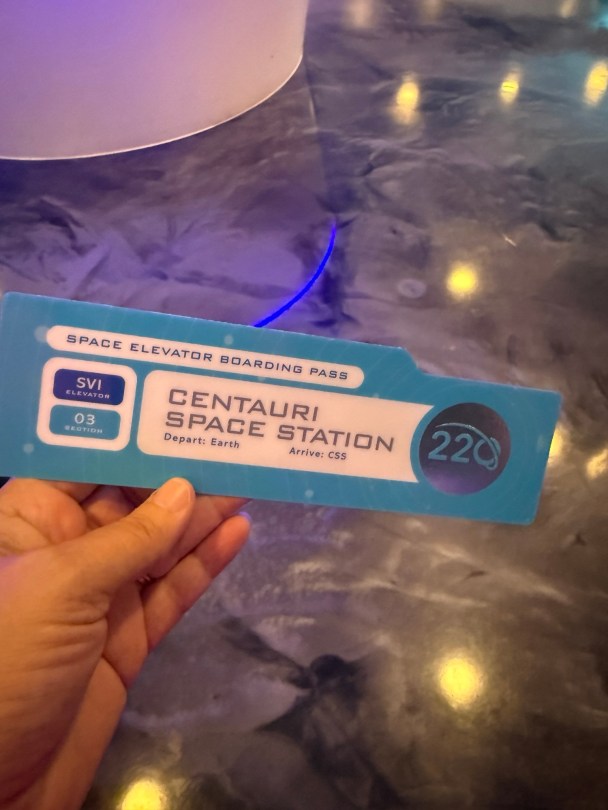 SPACE ELEVATOR BOARDING PASS
SVI
ELEVATOR
03
SECTION
CENTAURI
SPACE STATION
Depart: Earth
Arrive: CSS
220